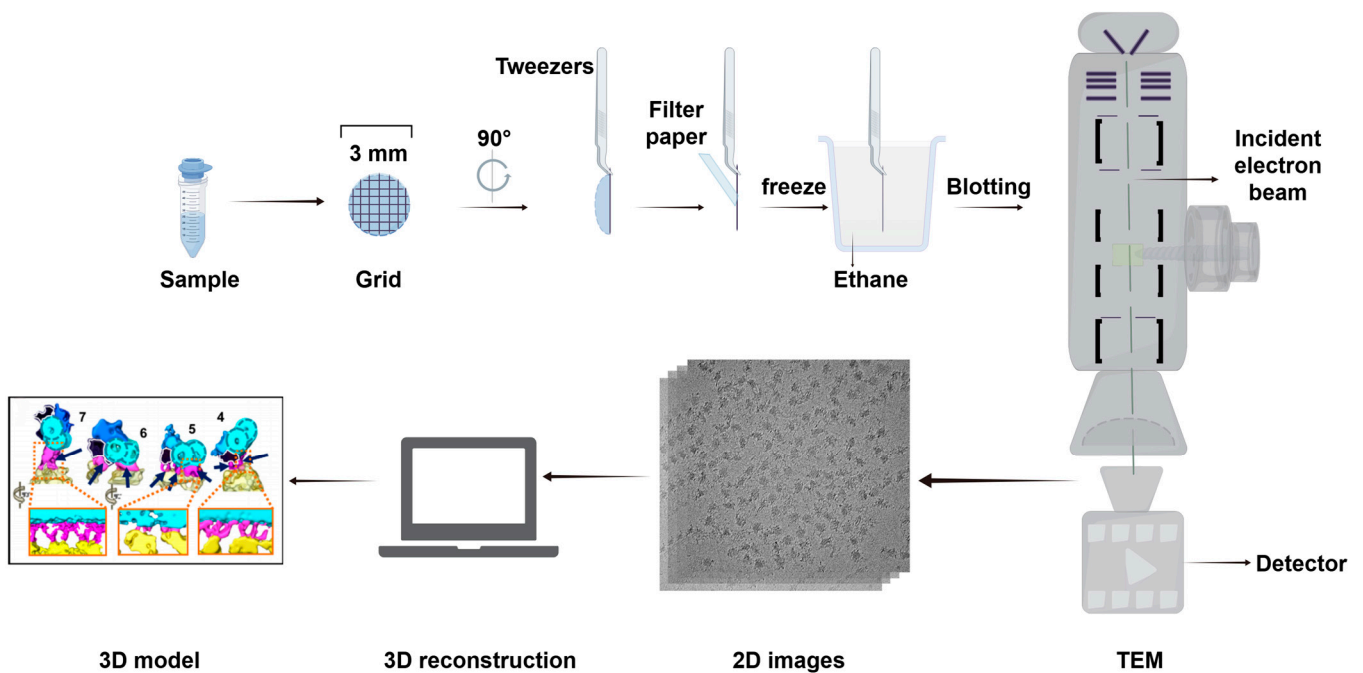 Tweezers
Filter
paper
90°
3 mm
freeze
Blotting
Incident
electron
beam
Sample
Grid
Ethane
7
6
5
4
Detector
3D model
3D reconstruction
2D images
TEM